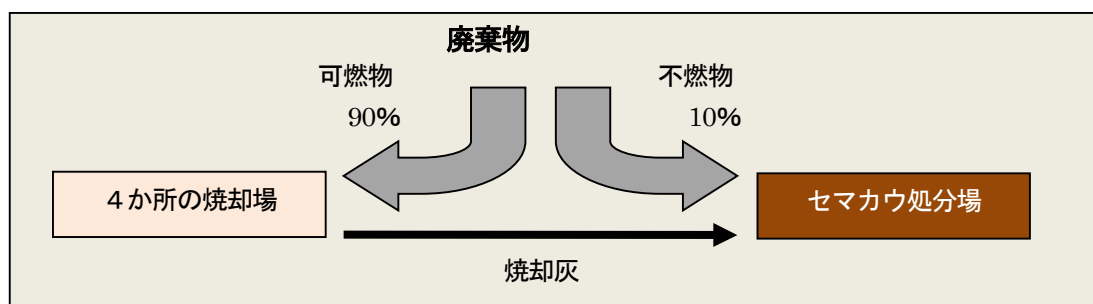 廃棄物
可燃物
90%
不燃物
10%
４か所の焼却場
セマカウ処分場
焼却灰